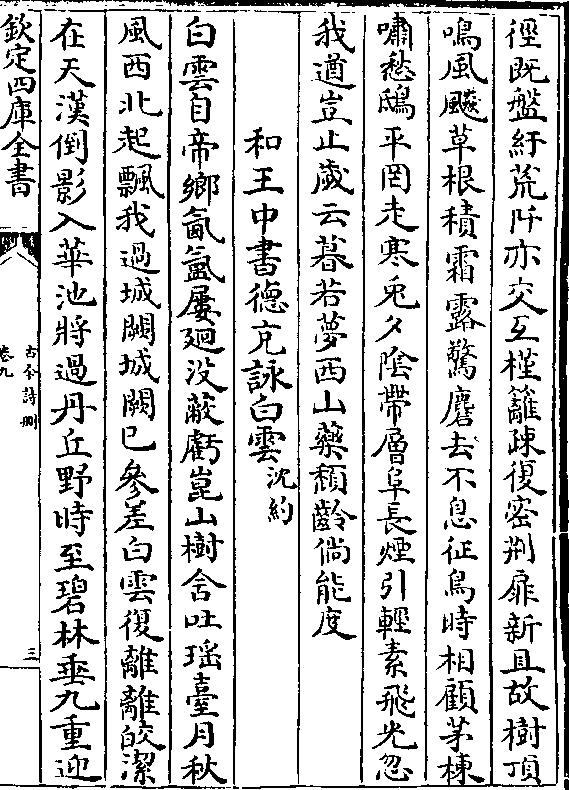 徑既盤紆荒阡亦交互槿籬疎復密荆扉新且故樹頂
鳴風飈草根積霜露驚麏去不息征鳥時相顧茅棟
嘯愁鴟平罔走寒兎夕陰帶層阜長煙引輕素飛光忽
我遒豈止歲云暮若夢西山藥頽齡倘能度
和王中書德充詠白雲沈約
白雲自帝鄉氤氲屢廻没蔽虧崑山樹含吐瑤臺月秋
風西北起飄我過城闕城闕已參差白雲復離離皎潔
在天漢倒影入華池將過丹丘野時至碧林垂九重迎
欽定四庫全書
古今詩刪
卷九
三